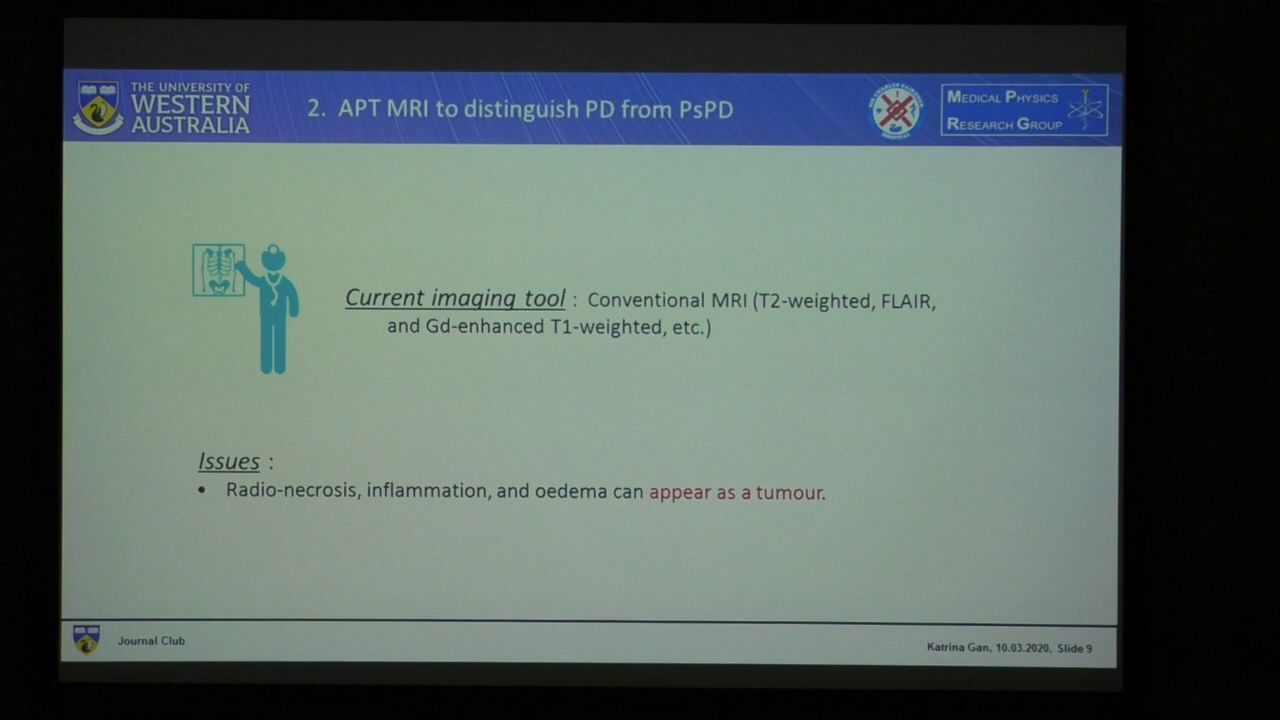 THE UNIVERSITY OF
WESTERN
AUSTRALIA
2. APT MRI to distinguish PD from PsPD
MEDICAL PHYSICS
RESEARCH GROUP
Current imaging tool : Conventional MRI (T2-weighted, FLAIR,
and Gd-enhanced T1-weighted, etc.)
Issues :
• Radio-necrosis, inflammation, and oedema can appear as a tumour.
Journal Club
Katrina Gan, 10.03.2020, Slide 9